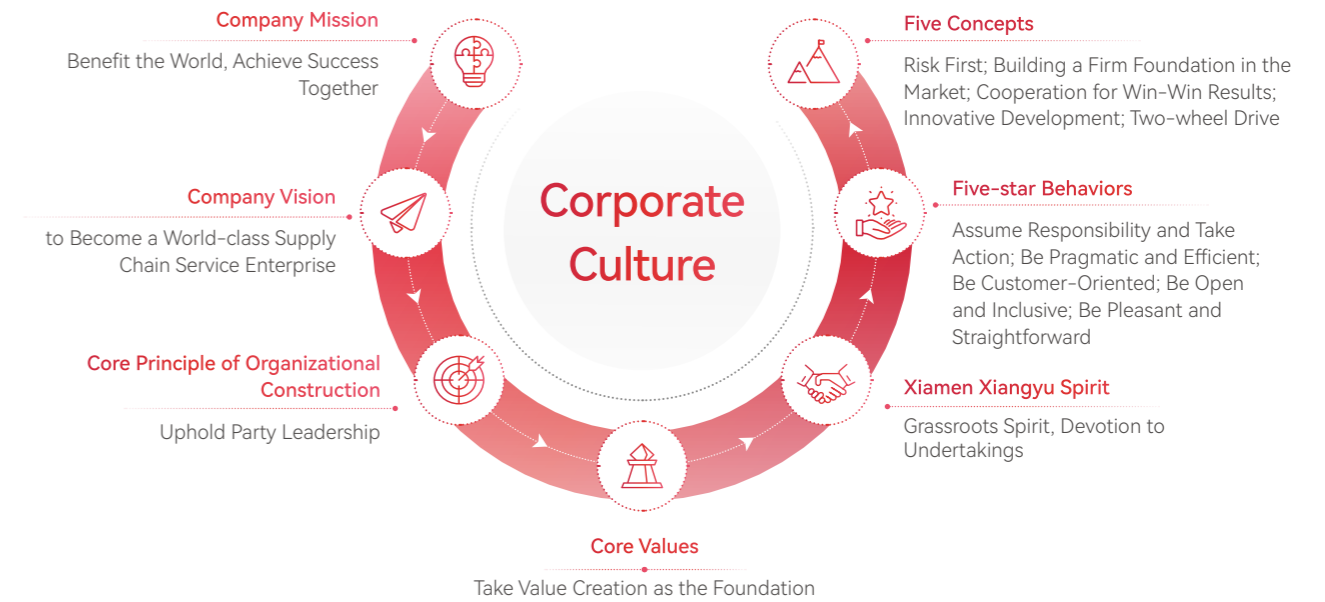 Company Mission
Benefit the World, Achieve Success
Together
Company Vision
to Become a World-class Supply
Chain Service Enterprise
Core Principle of Organizational
Construction
Uphold Party Leadership
Corporate
Culture
Core Values
Take Value Creation as the Foundation
Xiamen Xiangyu Spirit
Grassroots Spirit, Devotion to
Undertakings
Five-star Behaviors
Assume Responsibility and Take
Action; Be Pragmatic and Efficient;
Be Customer-Oriented; Be Open
and Inclusive; Be Pleasant and
Straightforward
Five Concepts
Risk First; Building a Firm Foundation in the
Market; Cooperation for Win-Win Results;
Innovative Development; Two-wheel Drive